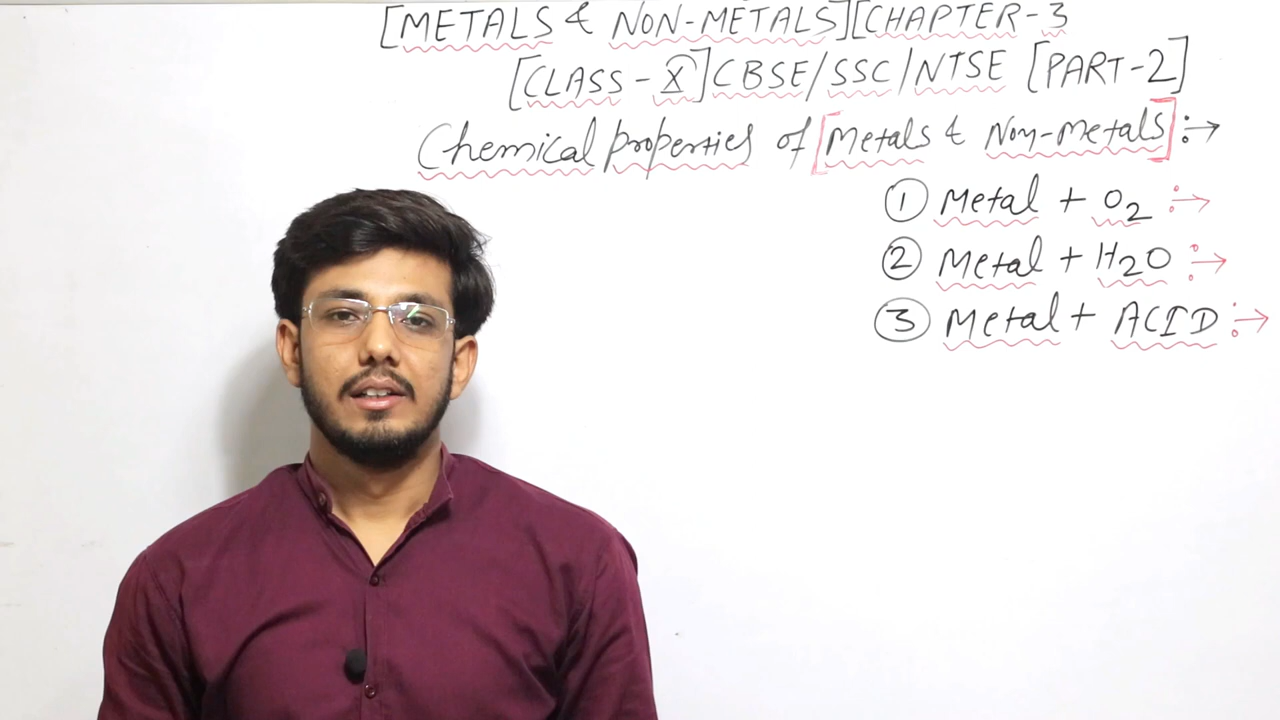 [METALS & NON-METALS][CHAPTER-3
[CLASS-X]CBSE/SSC/NTSE [PART-2]
Chemical properties of [Metals & Non-Metals]:→
① Metal + O2 :→
② Metal + H2O :→
③ Metal + ACID :→